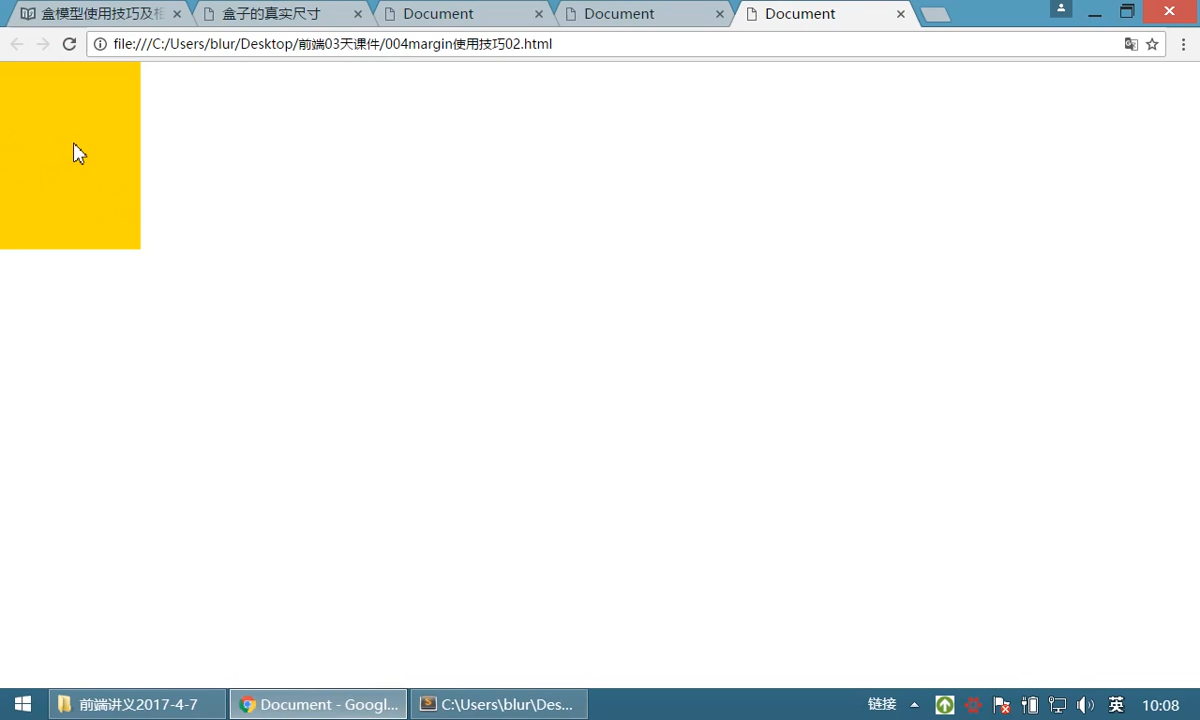 盒模型使用技巧及相
盒子的真实尺寸
Document
Document
Document
file:///C:/Users/blur/Desktop/前端03天课件/004margin使用技巧02.html
前端讲义2017-4-7
Document - Googl...
C:\Users\blur\Des...
链接
英
10:08